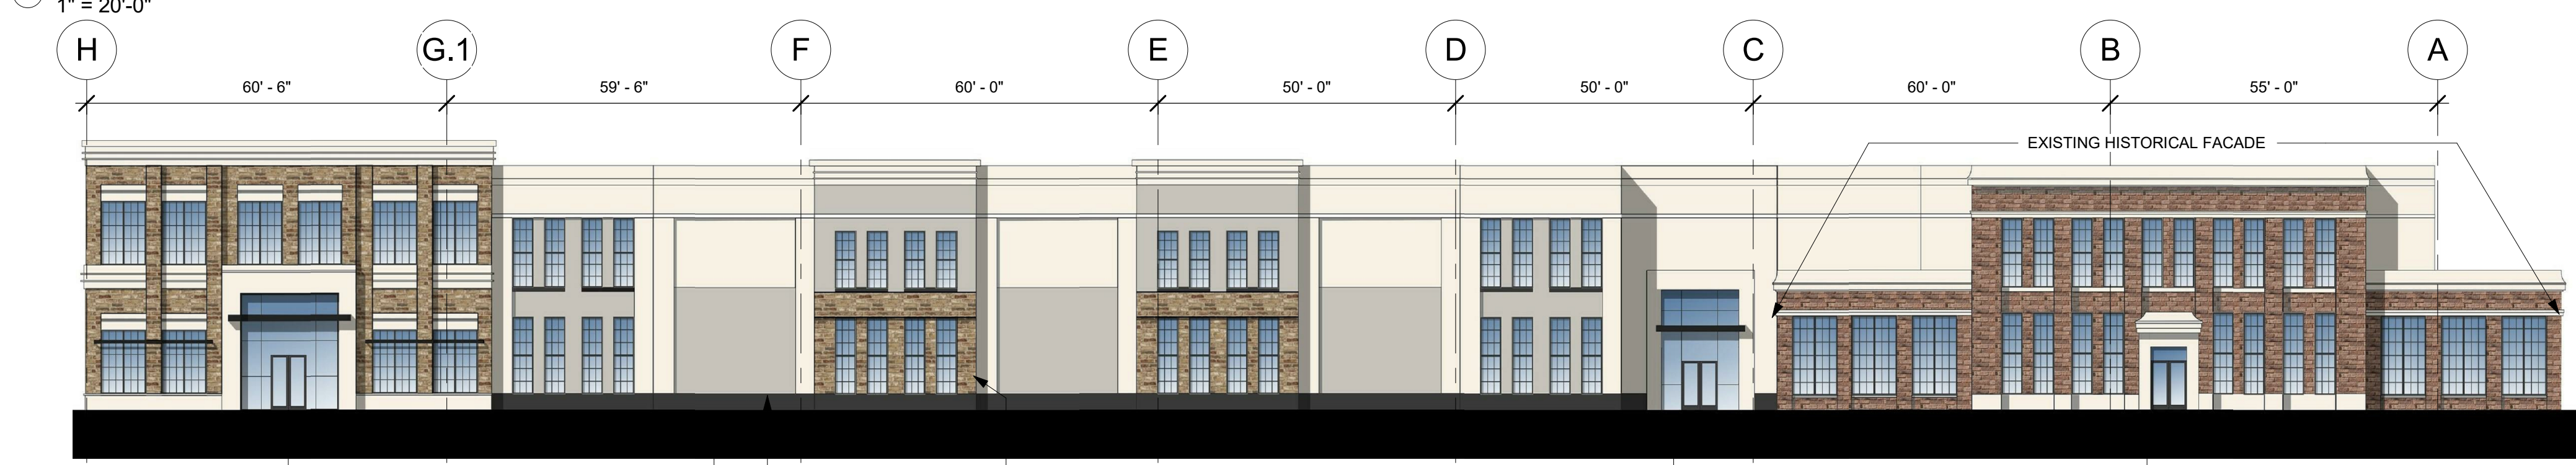 1" = 20'-0"
H G.1 F E D C B A
60' - 6" 59' - 6" 60' - 0" 50' - 0" 50' - 0" 60' - 0" 55' - 0"
EXISTING HISTORICAL FACADE